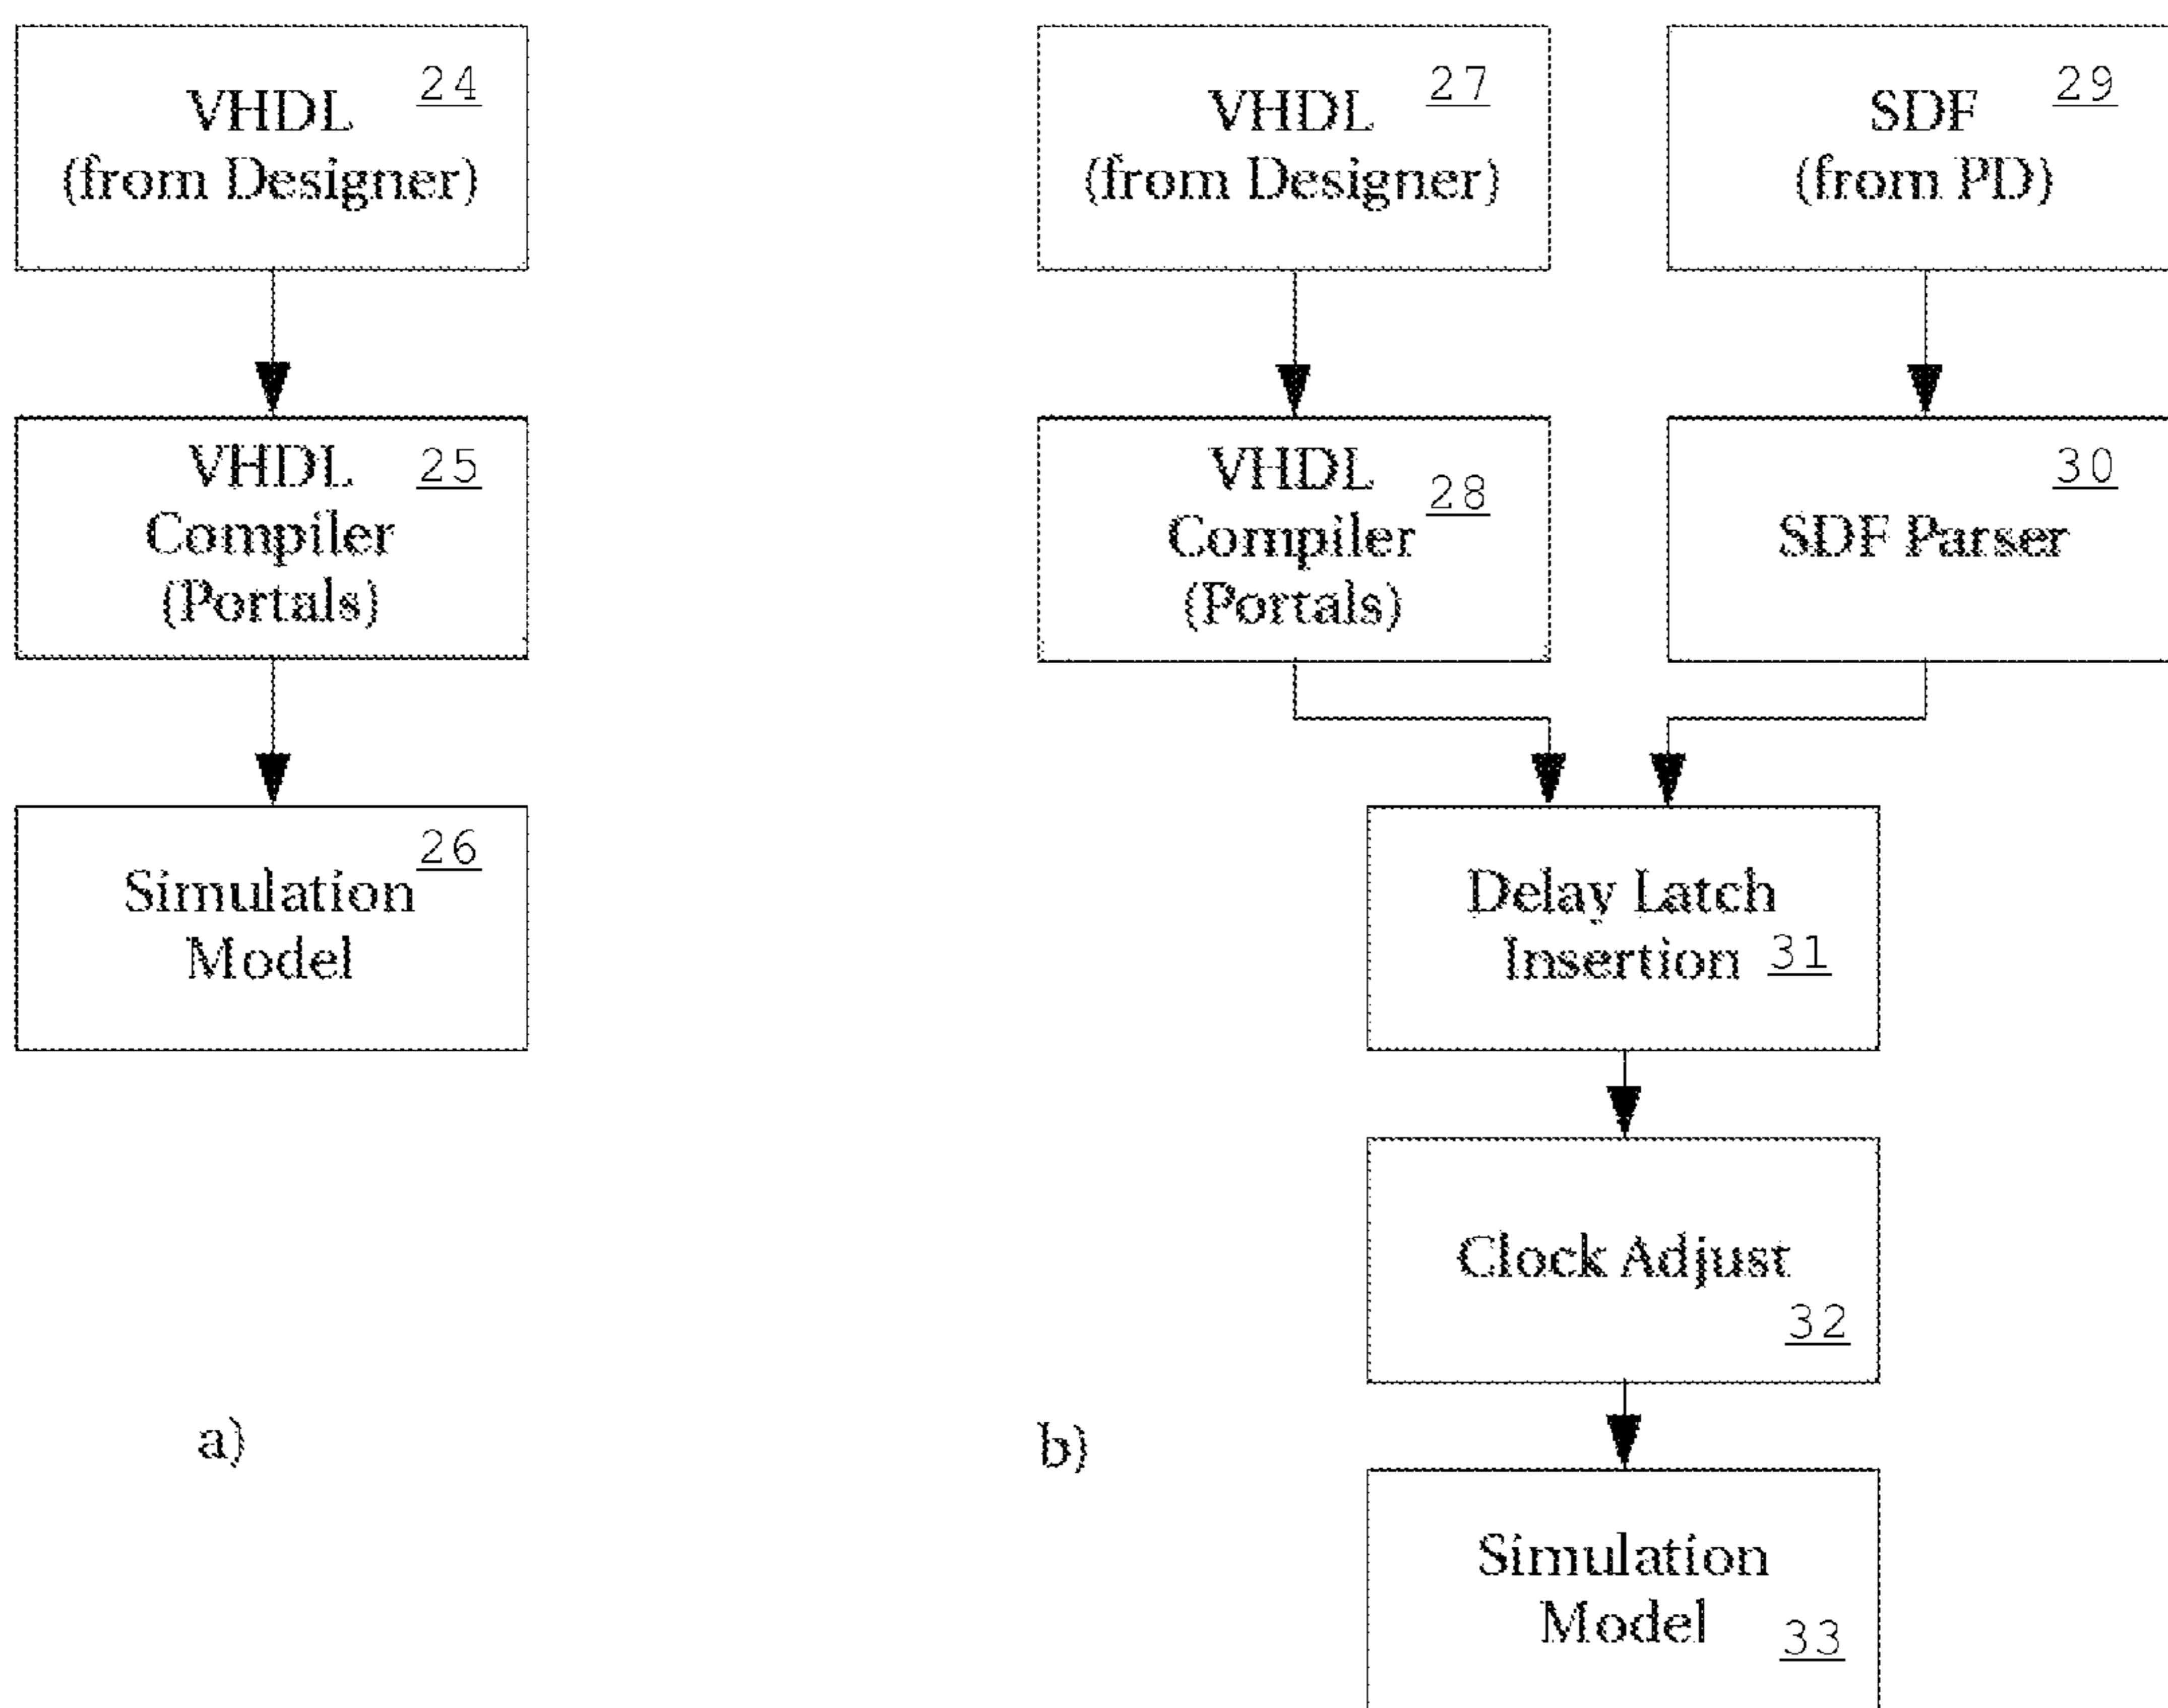 VHDL 24
(from Designer)
VHDL 25
Compiler
(Portals)
Simulation 26
Model
a)
VHDL 27
(from Designer)
SDF 29
(from PD)
VHDL
Compiler 28
(Portals)
30
SDF Parser
Delay Latch
Insertion 31
Clock Adjust
32
Simulation
Model 33
b)